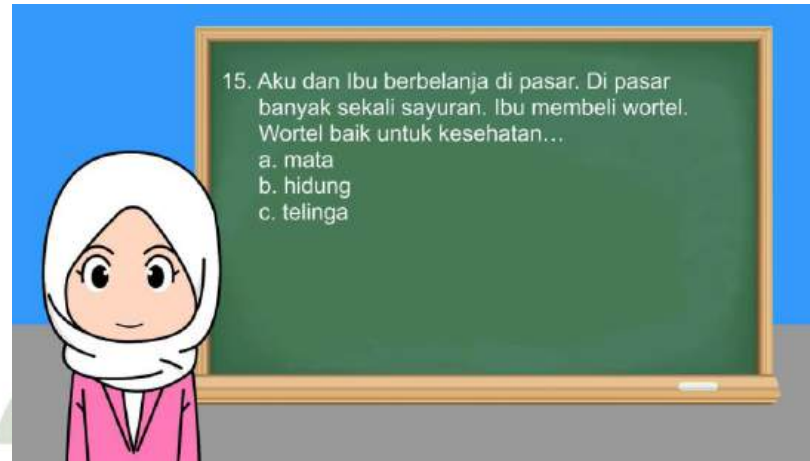 15. Aku dan Ibu berbelanja di pasar. Di pasar
banyak sekali sayuran. Ibu membeli wortel.
Wortel baik untuk kesehatan...
a. mata
b. hidung
c. telinga